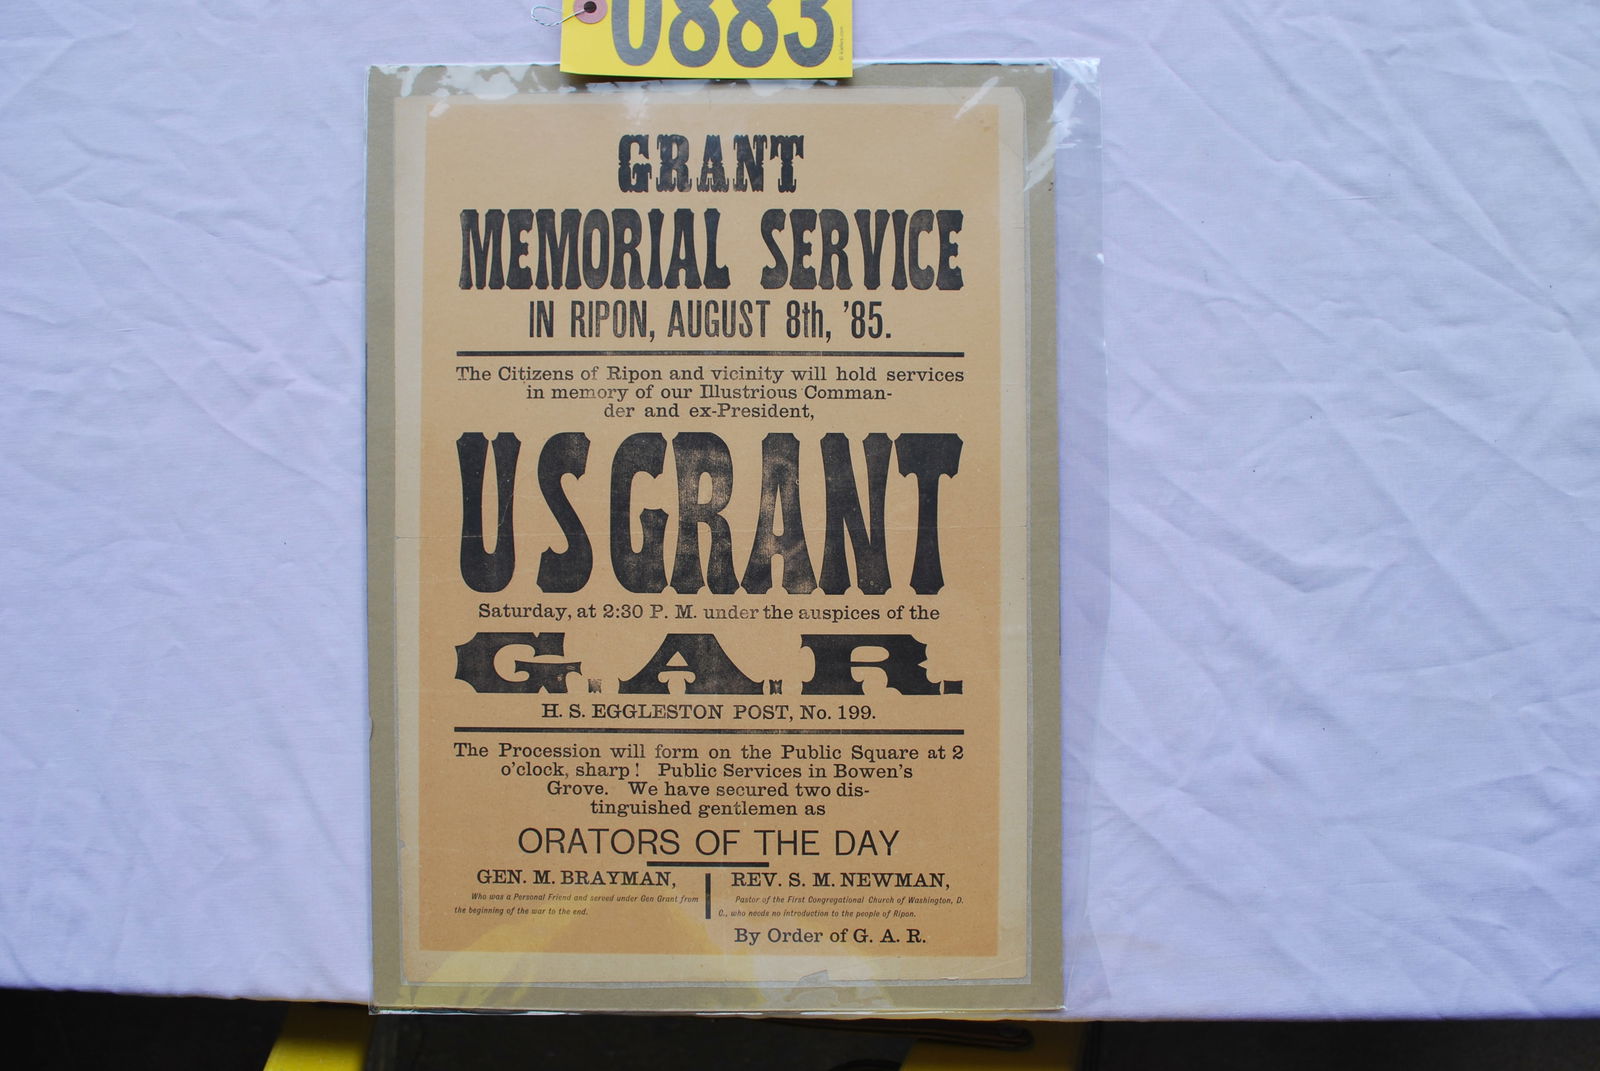 0883
GRANT
MEMORIAL SERVICE
IN RIPON, AUGUST 8th, '85.
The Citizens of Ripon and vicinity will hold services
in memory of our Illustrious Comman-
der and ex-President,
U S GRANT
Saturday, at 2:30 P. M. under the auspices of the
G. A. R.
H. S. EGGLESTON POST, No. 199.
The Procession will form on the Public Square at 2
o'clock, sharp! Public Services in Bowen's
Grove. We have secured two dis-
tinguished gentlemen as
ORATORS OF THE DAY
GEN. M. BRAYMAN,
Who was a Personal Friend and served under Gen Grant from
the beginning of the war to the end.
REV. S. M. NEWMAN,
Pastor of the First Congregational Church of Washington, D.
C., who needs no introduction to the people of Ripon.
By Order of G. A. R.